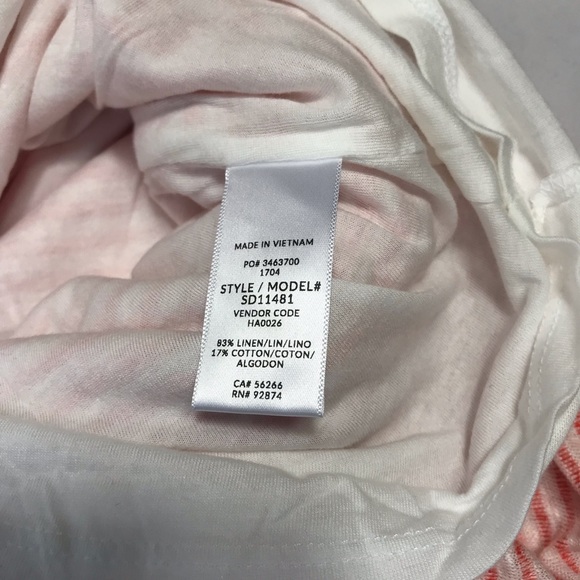 MADE IN VIETNAM
PO# 3463700
1704
STYLE / MODEL#
SD11481
VENDOR CODE
HA0026
83% LINEN/LIN/LINO
17% COTTON/COTON/
ALGODON
CA# 56266
RN# 92874